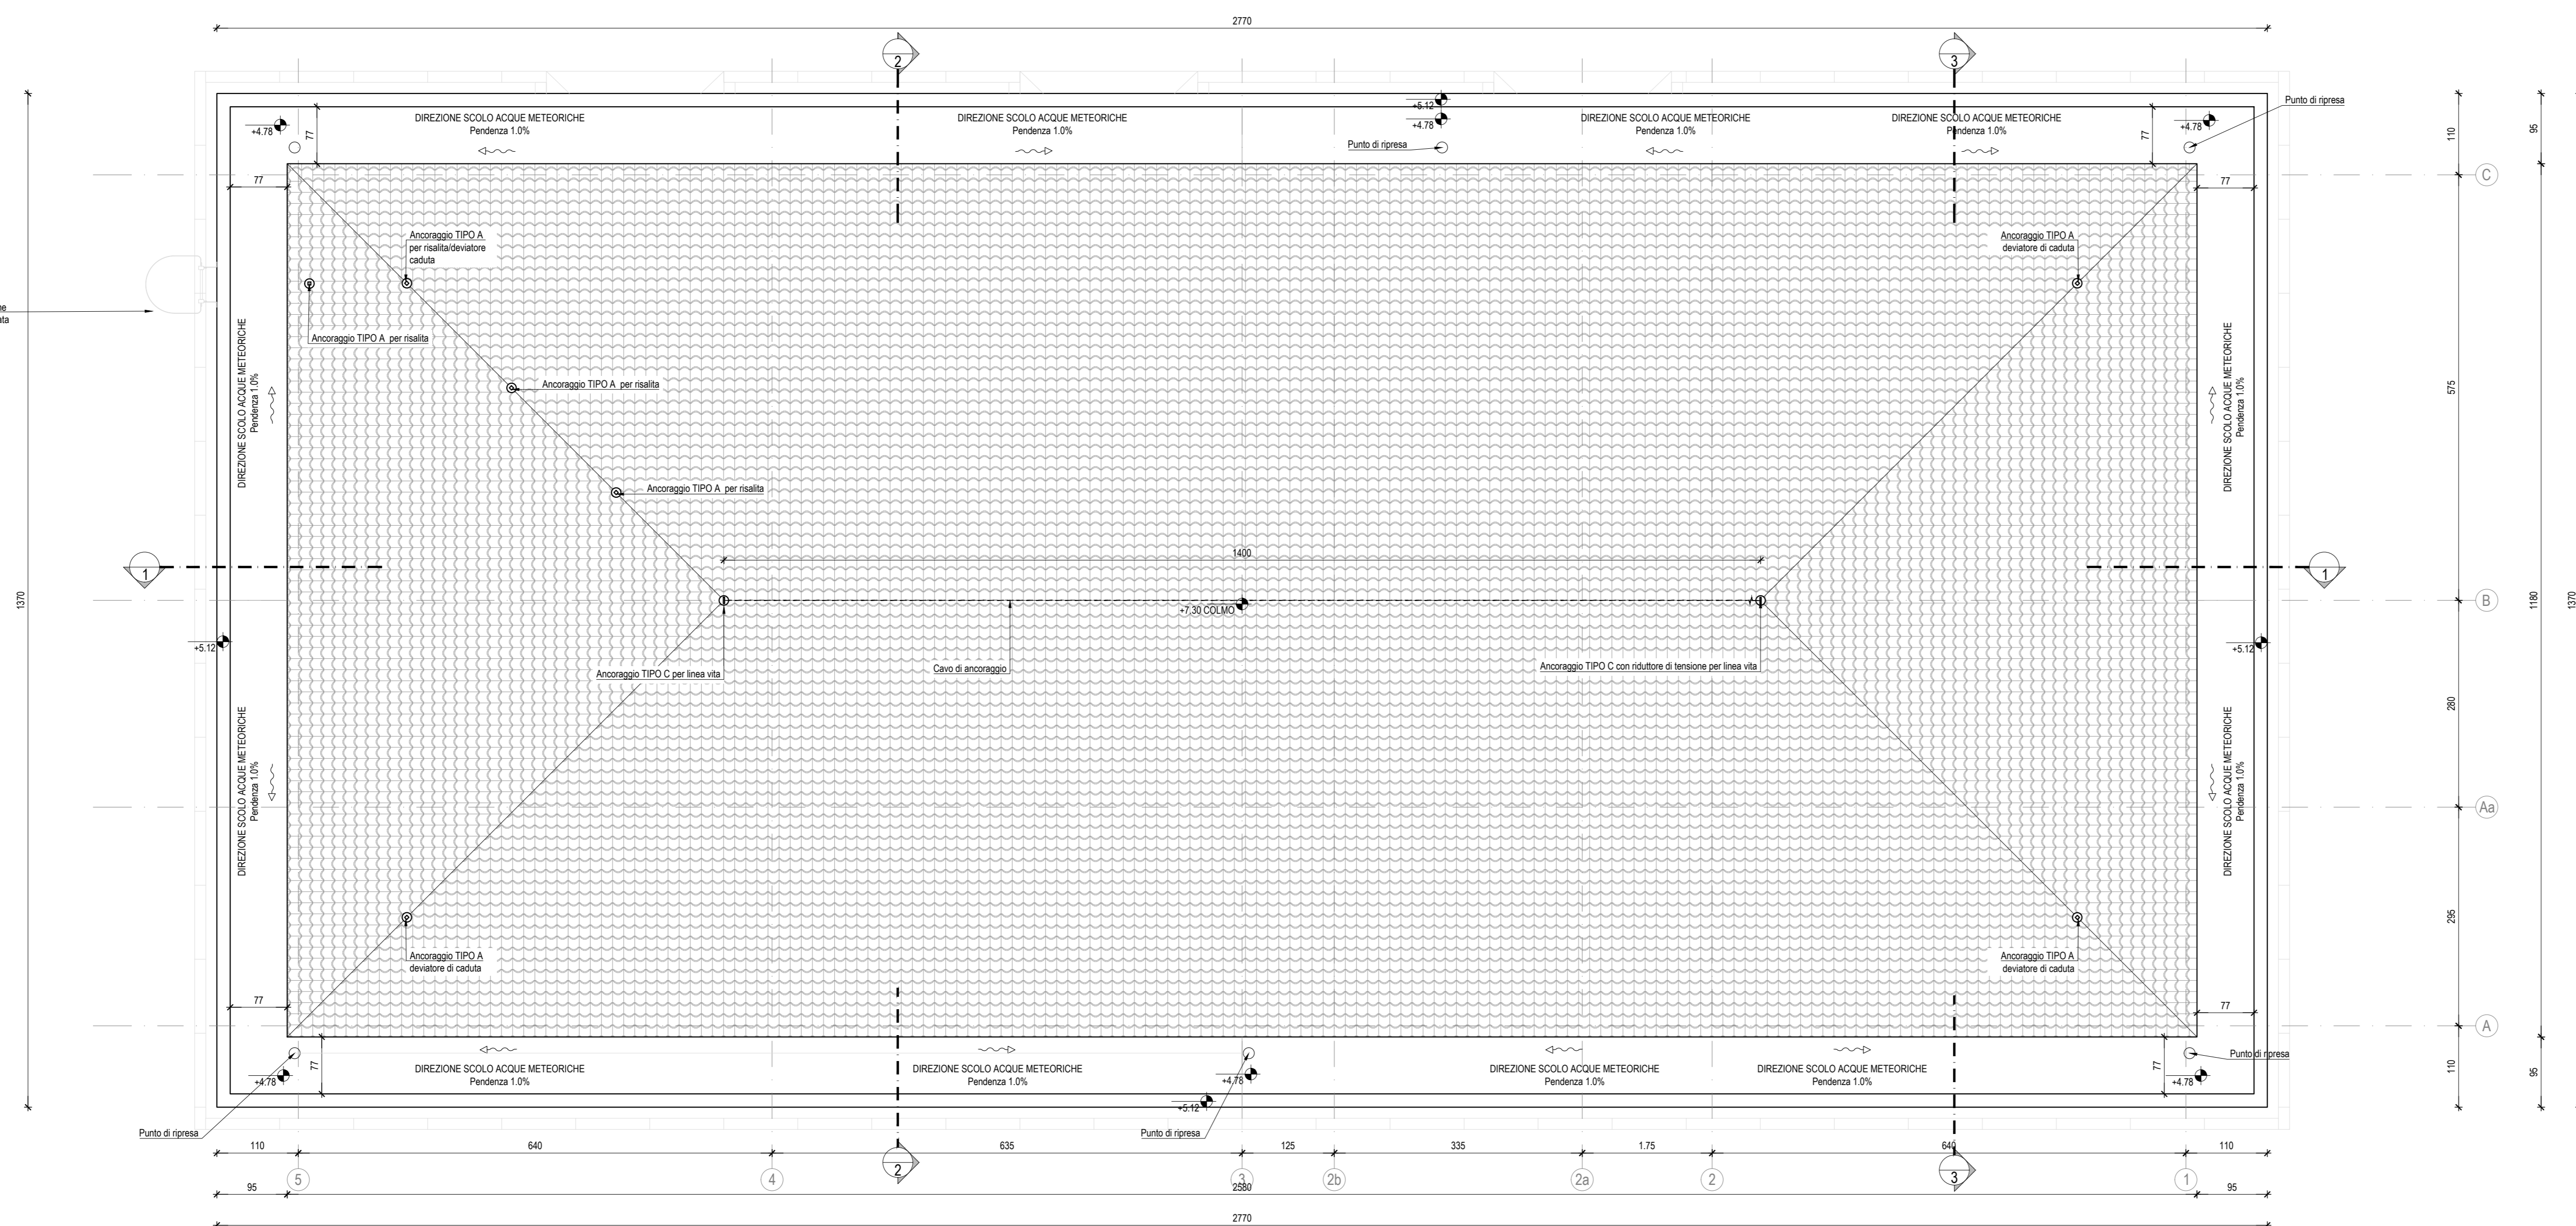 2770
2
3
DIREZIONE SCOLO ACQUE METEORICHE
Pendenza 1.0%
DIREZIONE SCOLO ACQUE METEORICHE
Pendenza 1.0%
DIREZIONE SCOLO ACQUE METEORICHE
Pendenza 1.0%
DIREZIONE SCOLO ACQUE METEORICHE
Pendenza 1.0%
+4.78
77
+5.12
+4.78
Punto di ripresa
77
+4.78
Punto di ripresa
110
95
77
77
C
Ancoraggio TIPO A
per risalita/deviatore
caduta
Ancoraggio TIPO A
deviatore di caduta
Ancoraggio TIPO A per risalita
DIREZIONE SCOLO ACQUE METEORICHE
Pendenza 1.0%
DIREZIONE SCOLO ACQUE METEORICHE
Pendenza 1.0%
Ancoraggio TIPO A per risalita
575
Ancoraggio TIPO A per risalita
1
1400
1
1370
+7.30 COLMO
B
1180
1370
+5.12
+5.12
Ancoraggio TIPO C per linea vita
Cavo di ancoraggio
Ancoraggio TIPO C con riduttore di tensione per linea vita
280
DIREZIONE SCOLO ACQUE METEORICHE
Pendenza 1.0%
DIREZIONE SCOLO ACQUE METEORICHE
Pendenza 1.0%
Aa
295
Ancoraggio TIPO A
deviatore di caduta
Ancoraggio TIPO A
deviatore di caduta
77
77
A
DIREZIONE SCOLO ACQUE METEORICHE
Pendenza 1.0%
DIREZIONE SCOLO ACQUE METEORICHE
Pendenza 1.0%
DIREZIONE SCOLO ACQUE METEORICHE
Pendenza 1.0%
DIREZIONE SCOLO ACQUE METEORICHE
Pendenza 1.0%
Punto di ripresa
+4.78
77
+4.78
+5.12
77
+4.78
110
95
Punto di ripresa
Punto di ripresa
110
640
635
125
335
1.75
640
110
2
3
5
4
3
2b
2a
2
1
95
2580
95
2770